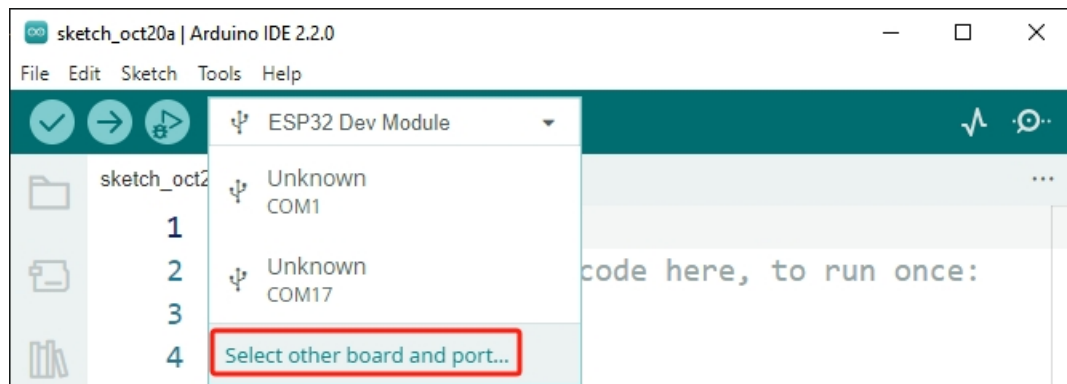 sketch_oct20a | Arduino IDE 2.2.0
File Edit Sketch Tools Help
ESP32 Dev Module
sketch_oct2
Unknown
COM1
1
Unknown
COM17
2 code here, to run once:
3
4 Select other board and port...